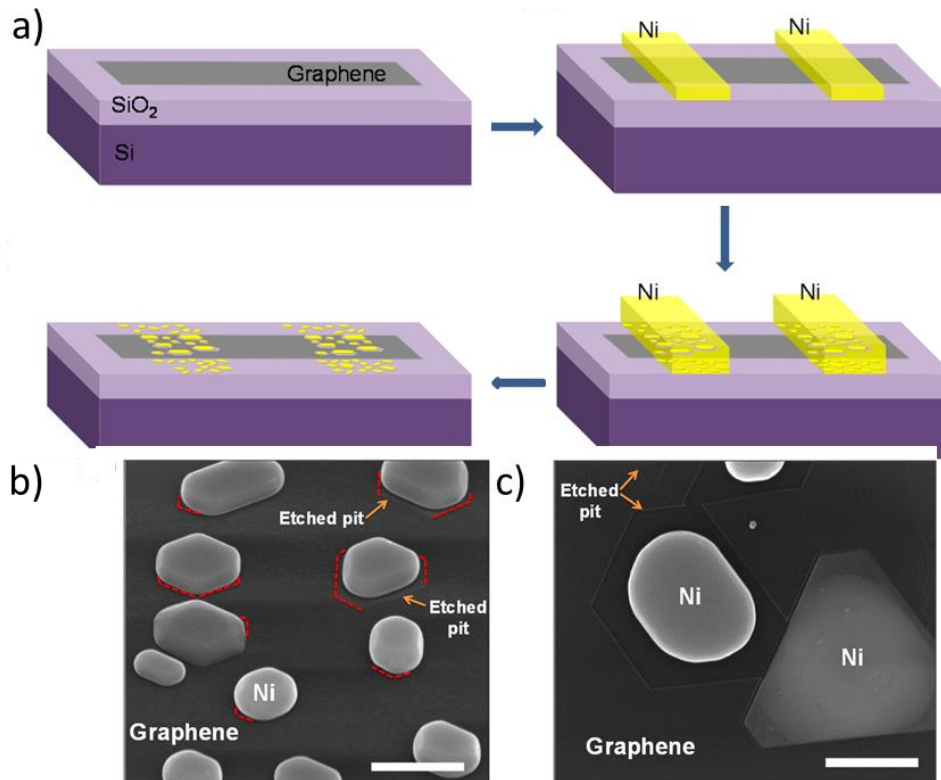 a)
Graphene
SiO₂
Si
Ni
Ni
Ni
Ni
b)
Etched pit
Etched
pit
Ni
Graphene
c)
Etched
pit
Ni
Ni
Graphene